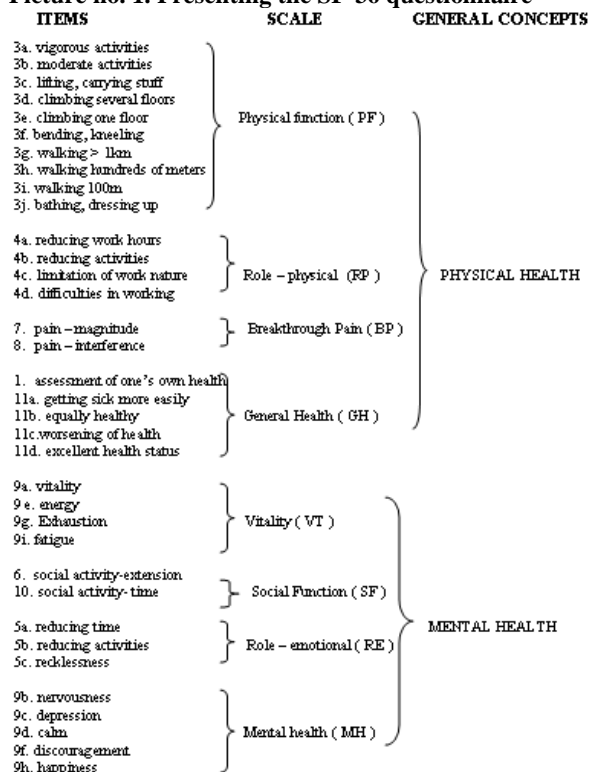 Picture no. 1. Presenting the SF-36 questionnaire
ITEMS SCALE GENERAL CONCEPTS
3a. vigorous activities
3b. moderate activities
3c. lifting, carrying stuff
3d. climbing several floors
3e. climbing one floor
Physical function ( PF )
3f. bending, kneeling
3g. walking > 1km
3h. walking hundreds of meters
3i. walking 100m
3j. bathing, dressing up
4a. reducing work hours
4b. reducing activities
4c. limitation of work nature
Role – physical (RP )
PHYSICAL HEALTH
4d. difficulties in working
7. pain – magnitude
Breakthrough Pain ( BP )
8. pain – interference
1. assessment of one's own health
11a. getting sick more easily
11b. equally healthy
General Health ( GH )
11c.worsening of health
11d. excellent health status
9a. vitality
9 e. energy
9g. Exhaustion
Vitality ( VT )
9i. fatigue
6. social activity-extension
10. social activity- time
Social Function ( SF )
5a. reducing time
MENTAL HEALTH
5b. reducing activities
Role – emotional ( RE )
5c. recklessness
9b. nervousness
9c. depression
9d. calm
Mental health ( MH )
9f. discouragement
9h. happiness